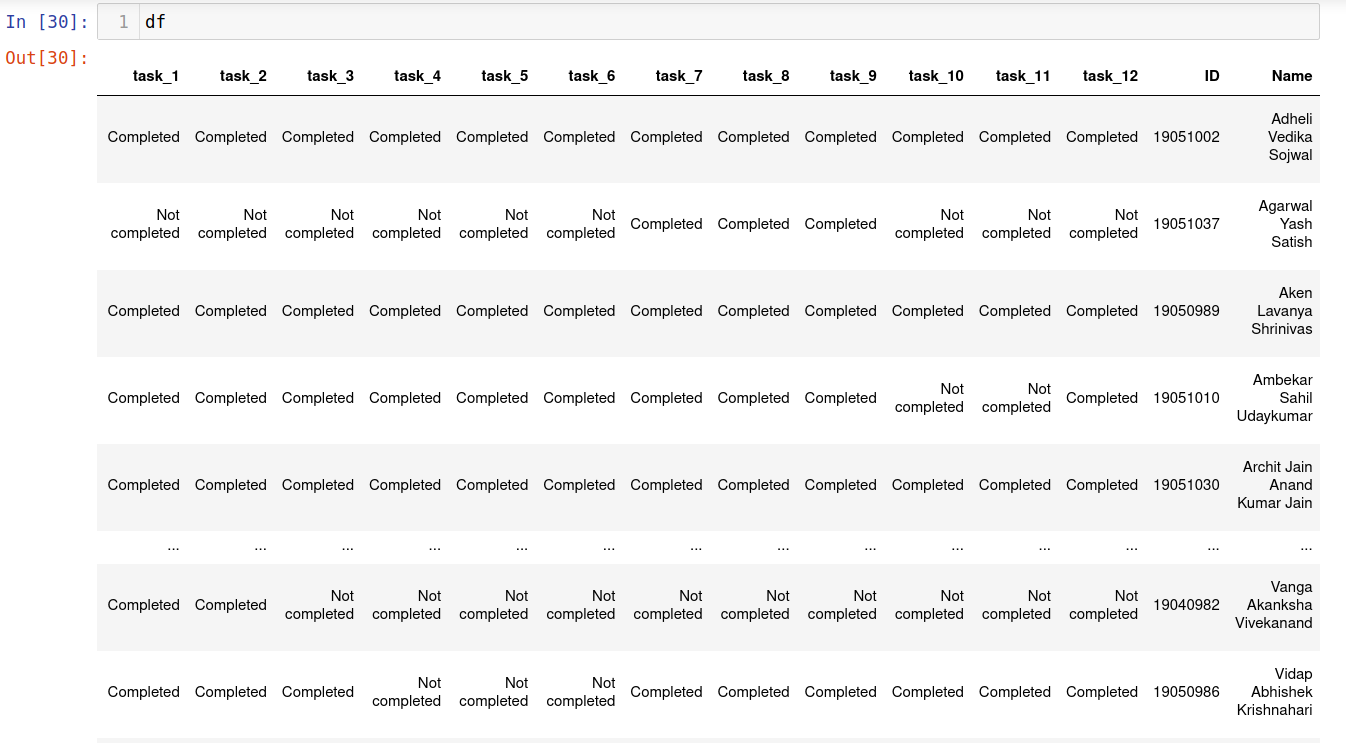 In [30]: 1 df
Out[30]:
task_1 task_2 task_3 task_4 task_5 task_6 task_7 task_8 task_9 task_10 task_11 task_12 ID Name
Completed Completed Completed Completed Completed Completed Completed Completed Completed Completed Completed Completed 19051002 Adheli Vedika Sojwal
Not completed Not completed Not completed Not completed Not completed Not completed Completed Completed Completed Not completed Not completed Not completed 19051037 Agarwal Yash Satish
Completed Completed Completed Completed Completed Completed Completed Completed Completed Completed Completed Completed 19050989 Aken Lavanya Shrinivas
Completed Completed Completed Completed Completed Completed Completed Completed Completed Not completed Not completed Completed 19051010 Ambekar Sahil Udaykumar
Completed Completed Completed Completed Completed Completed Completed Completed Completed Completed Completed Completed 19051030 Archit Jain Anand Kumar Jain
... ... ... ... ... ... ... ... ... ... ... ... ... ...
Completed Completed Not completed Not completed Not completed Not completed Not completed Not completed Not completed Not completed Not completed Not completed 19040982 Vanga Akanksha Vivekanand
Completed Completed Completed Not completed Not completed Not completed Completed Completed Completed Completed Completed Completed 19050986 Vidap Abhishek Krishnahari